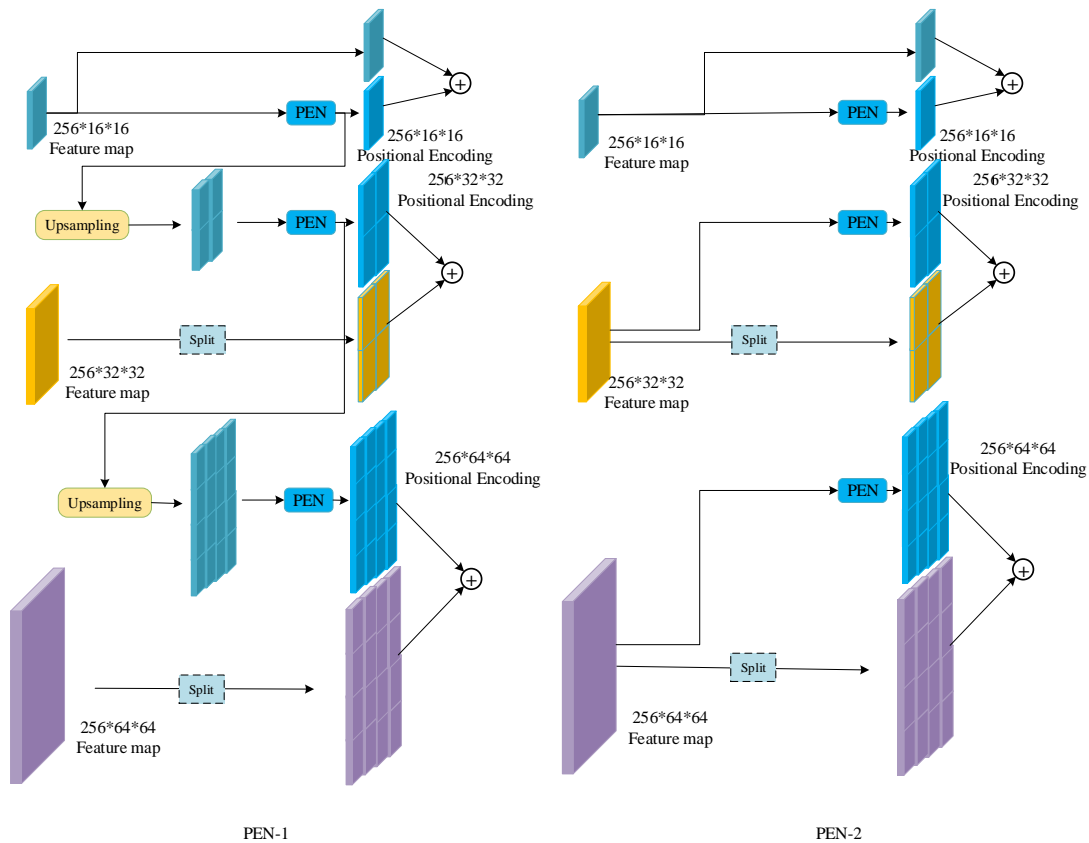 PEN
256*16*16
Feature map
256*16*16
Positional Encoding
256*32*32
Positional Encoding
Upsampling
PEN
Split
256*32*32
Feature map
256*64*64
Positional Encoding
Upsampling
PEN
Split
256*64*64
Feature map
PEN-1
PEN
256*16*16
Feature map
256*16*16
Positional Encoding
256*32*32
Positional Encoding
PEN
Split
256*32*32
Feature map
256*64*64
Positional Encoding
PEN
Split
256*64*64
Feature map
PEN-2